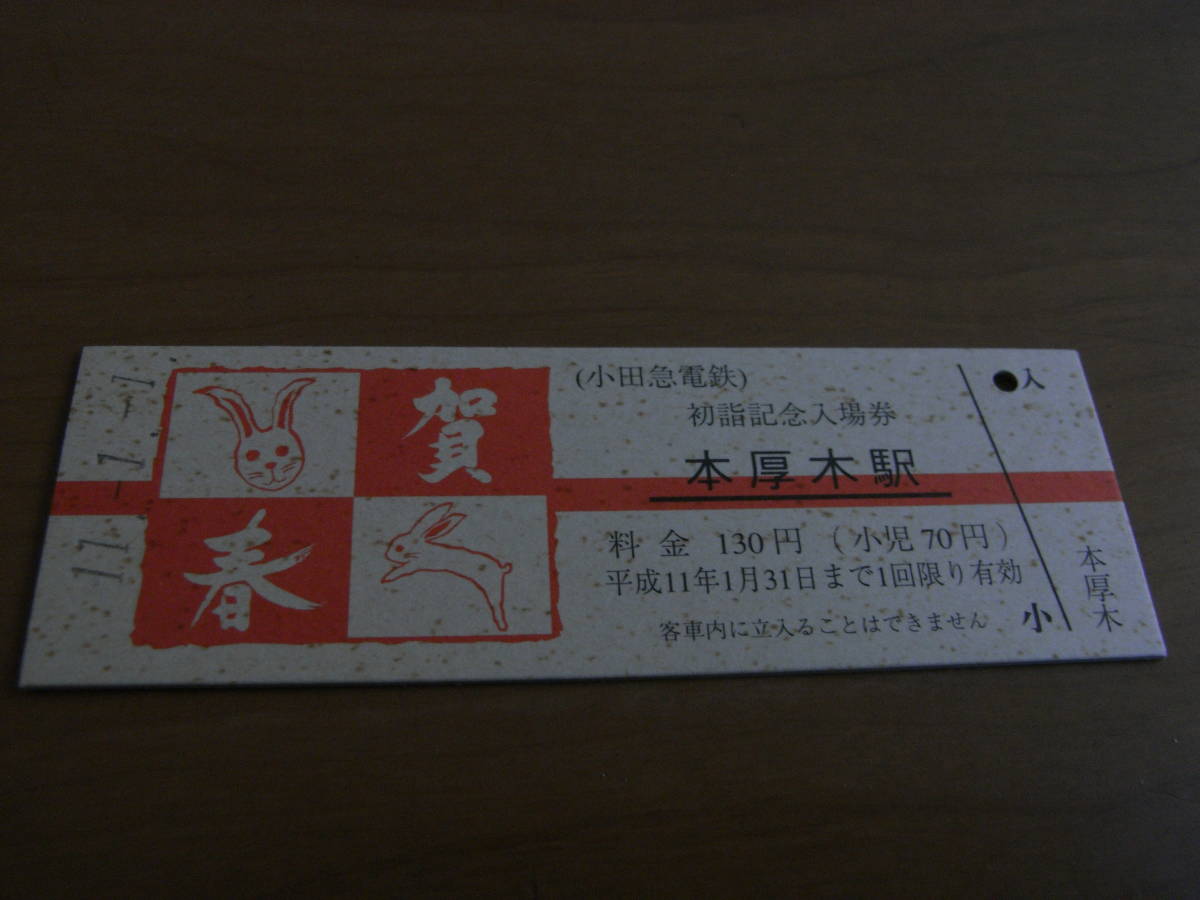 11.-1.-1
賀
春
(小田急電鉄)
初詣記念入場券
本厚木駅
料金 130円 (小児70円)
平成11年1月31日まで1回限り有効
客車内に立入ることはできません
入
小
本厚木